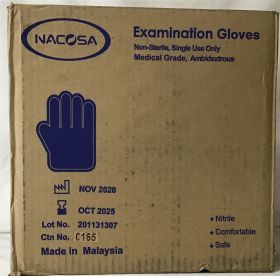 NACOSA
Examination Gloves
Non-Sterile, Single Use Only
Medical Grade, Ambidextrous
NOV 2020
OCT 2025
Lot No. 201131307
Ctn No. C165
Made in Malaysia
• Nitrile
• Comfortable
• Safe